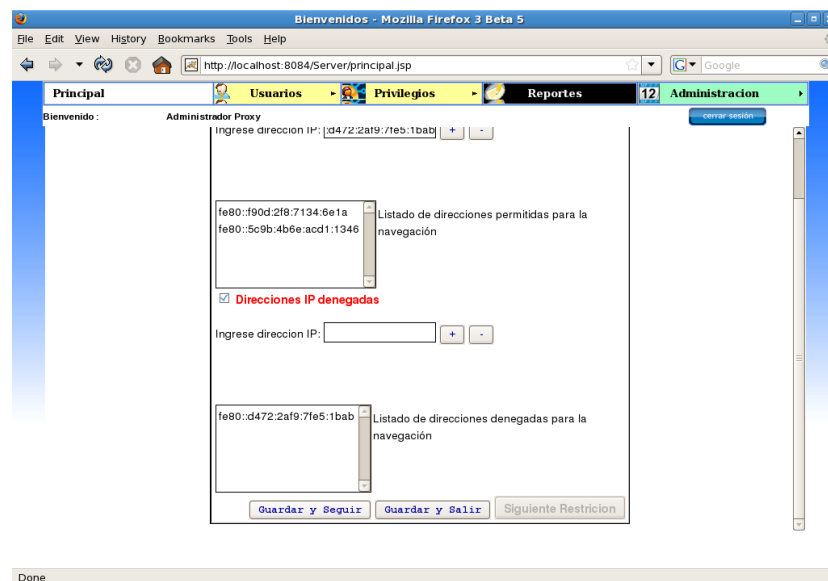 Bienvenidos - Mozilla Firefox 3 Beta 5
File Edit View History Bookmarks Tools Help
http://localhost:8084/Server/principal.jsp
G Google
Principal Usuarios Privilegios Reportes 12 Administracion
Bienvenido : Administrador Proxy cerrar sesión
Ingrese direccion IP: :d472:2af9:7fe5:1bab + -
fe80::f90d:2f8:7134:6e1a
fe80::5c9b:4b6e:acd1:1346
Listado de direcciones permitidas para la
navegación
Direcciones IP denegadas
Ingrese direccion IP: + -
fe80::d472:2af9:7fe5:1bab
Listado de direcciones denegadas para la
navegación
Guardar y Seguir Guardar y Salir Siguiente Restricion
Done